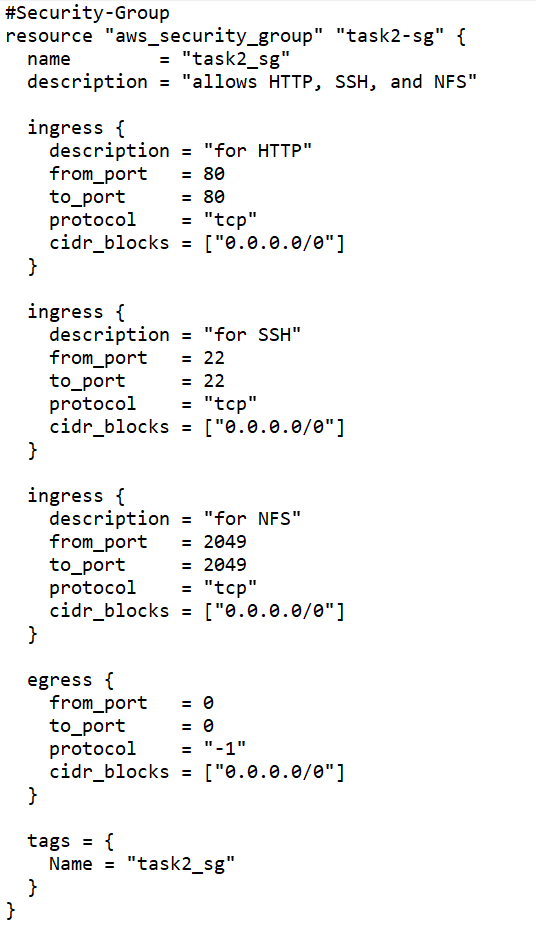 #Security-Group
resource "aws_security_group" "task2-sg" {
  name        = "task2_sg"
  description = "allows HTTP, SSH, and NFS"

  ingress {
    description = "for HTTP"
    from_port   = 80
    to_port     = 80
    protocol    = "tcp"
    cidr_blocks = ["0.0.0.0/0"]
  }

  ingress {
    description = "for SSH"
    from_port   = 22
    to_port     = 22
    protocol    = "tcp"
    cidr_blocks = ["0.0.0.0/0"]
  }

  ingress {
    description = "for NFS"
    from_port   = 2049
    to_port     = 2049
    protocol    = "tcp"
    cidr_blocks = ["0.0.0.0/0"]
  }

  egress {
    from_port   = 0
    to_port     = 0
    protocol    = "-1"
    cidr_blocks = ["0.0.0.0/0"]
  }

  tags = {
    Name = "task2_sg"
  }
}